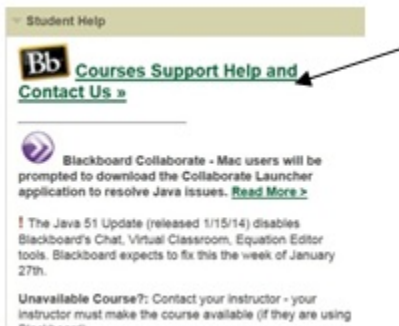 Student Help
Bb Courses Support Help and
Contact Us »
Blackboard Collaborate - Mac users will be
prompted to download the Collaborate Launcher
application to resolve Java issues. Read More >
! The Java 51 Update (released 1/15/14) disables
Blackboard's Chat, Virtual Classroom, Equation Editor
tools. Blackboard expects to fix this the week of January
27th.
Unavailable Course?: Contact your instructor - your
instructor must make the course available (if they are using